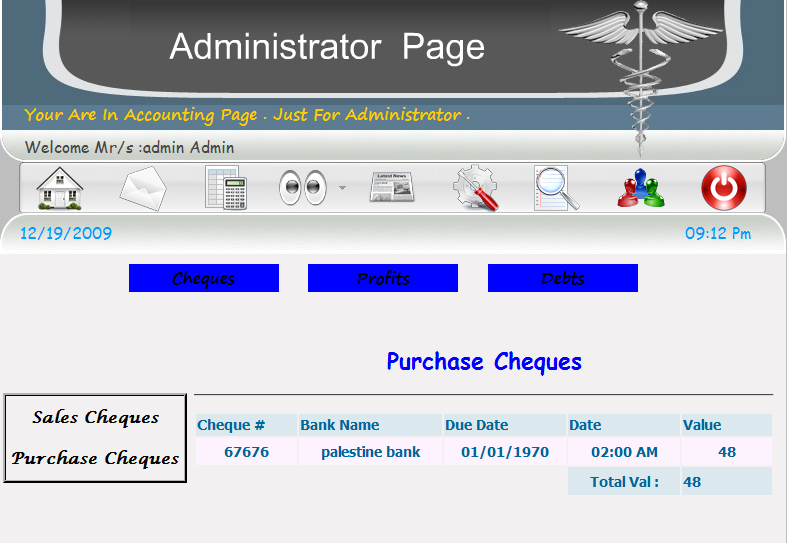 Administrator Page
Your Are In Accounting Page . Just For Administrator .
Welcome Mr/s :admin Admin
Latest News
12/19/2009 09:12 Pm
Cheques Profits Debts
Purchase Cheques
Sales Cheques
Purchase Cheques
Cheque # Bank Name Due Date Date Value
67676 palestine bank 01/01/1970 02:00 AM 48
Total Val : 48